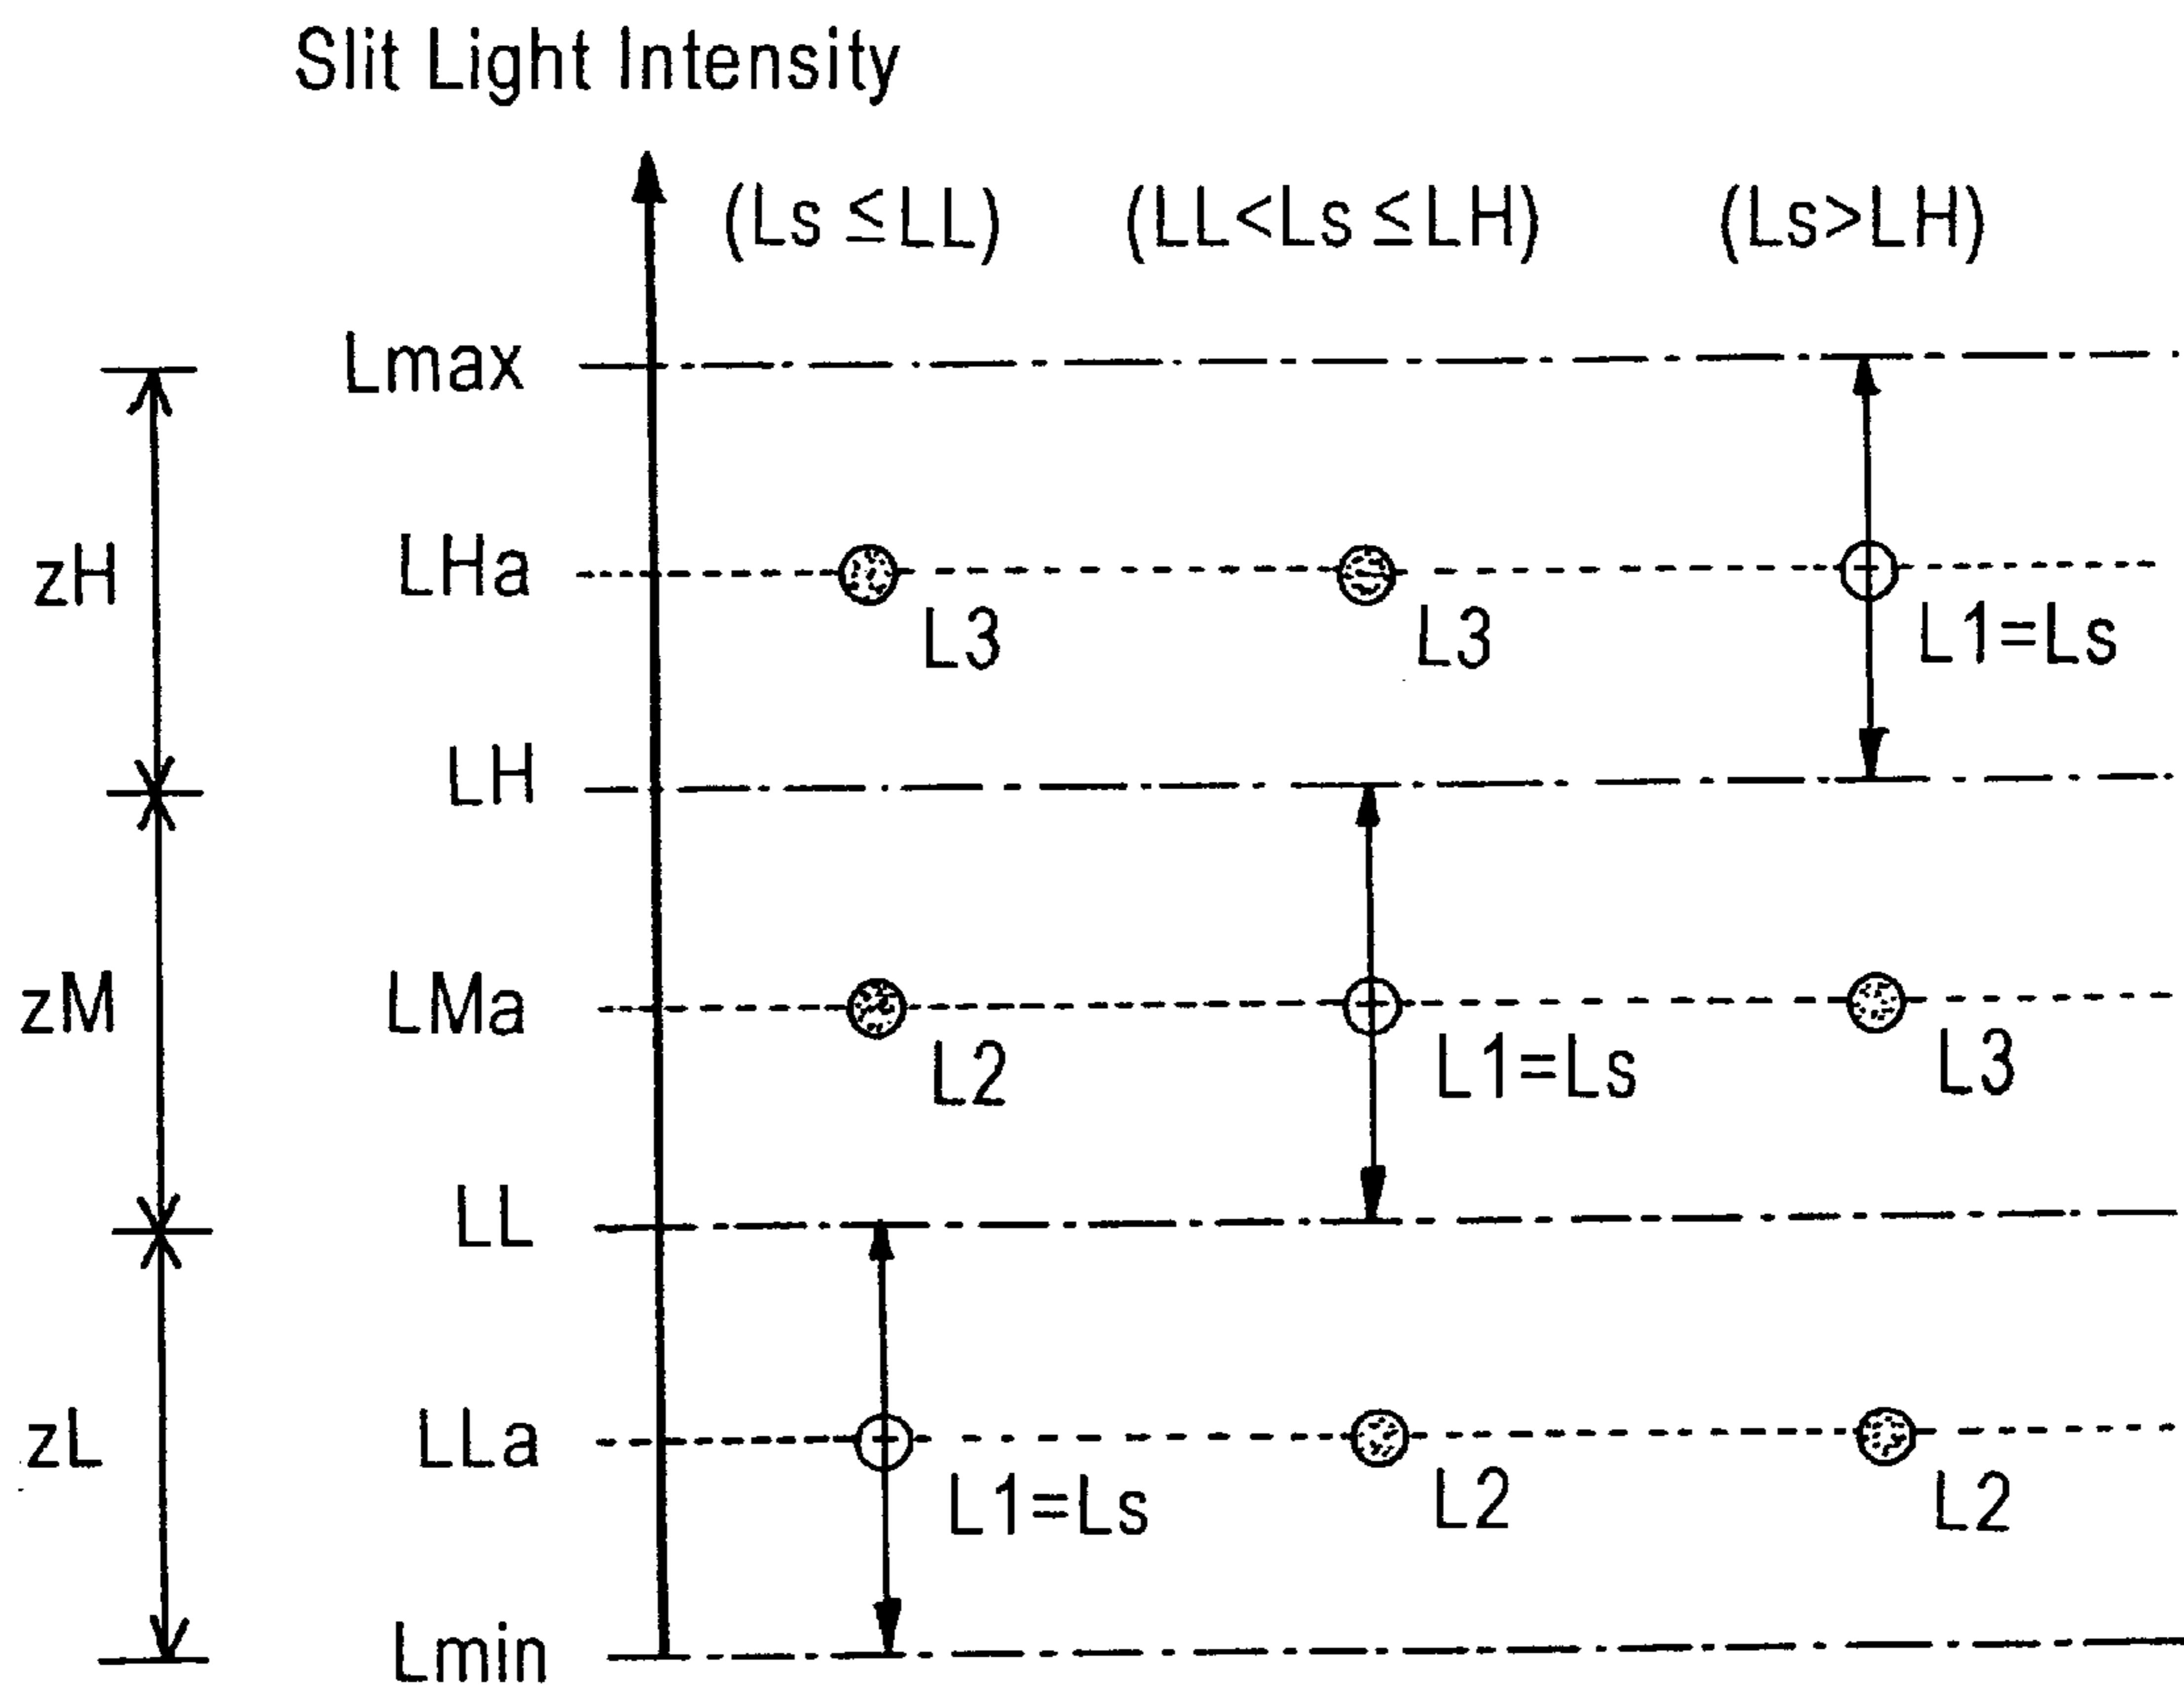 Slit Light Intensity
(Ls ≤LL) (LL<Ls ≤LH) (Ls>LH)
Lmax
zH LHa
L3 L3 L1=Ls
LH
zM LMa
L2 L1=Ls L3
LL
zL LLa
L1=Ls L2 L2
Lmin